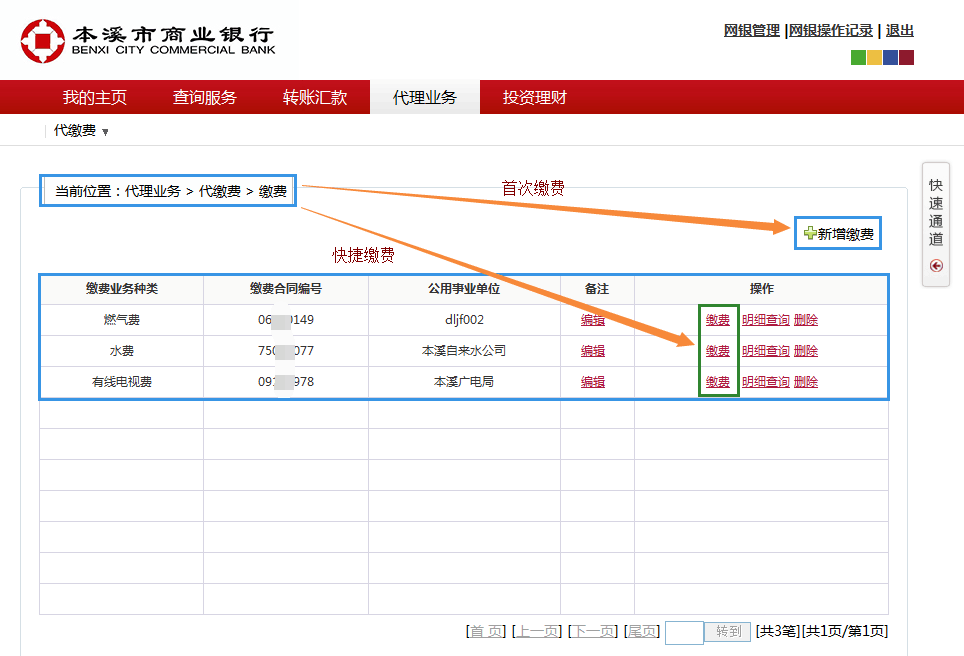 本溪市商业银行
BENXI CITY COMMERCIAL BANK
网银管理 |网银操作记录 | 退出
我的主页 查询服务 转账汇款 代理业务 投资理财
代缴费
当前位置：代理业务 > 代缴费 > 缴费
首次缴费
新增缴费
快速通道
快捷缴费
缴费业务种类 缴费合同编号 公用事业单位 备注 操作
燃气费 06 0149 dljf002 编辑 缴费 明细查询 删除
水费 750 077 本溪自来水公司 编辑 缴费 明细查询 删除
有线电视费 09 978 本溪广电局 编辑 缴费 明细查询 删除
[首 页] [上一页] [下一页] [尾页] 转到 [共3笔][共1页/第1页]